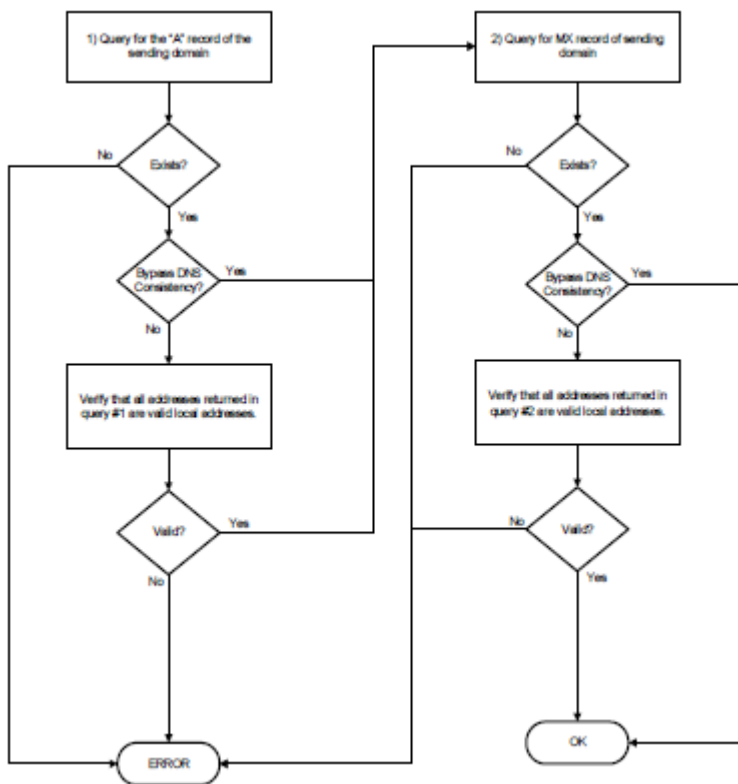 1) Query for the "A" record of the
sending domain
2) Query for MX record of sending
domain
No
Exists?
Yes
No
Exists?
Yes
Bypass DNS
Consistency?
Yes
No
Bypass DNS
Consistency?
Yes
No
Verify that all addresses returned in
query #1 are valid local addresses.
Verify that all addresses returned in
query #2 are valid local addresses.
Valid?
Yes
No
No
Valid?
Yes
ERROR
OK